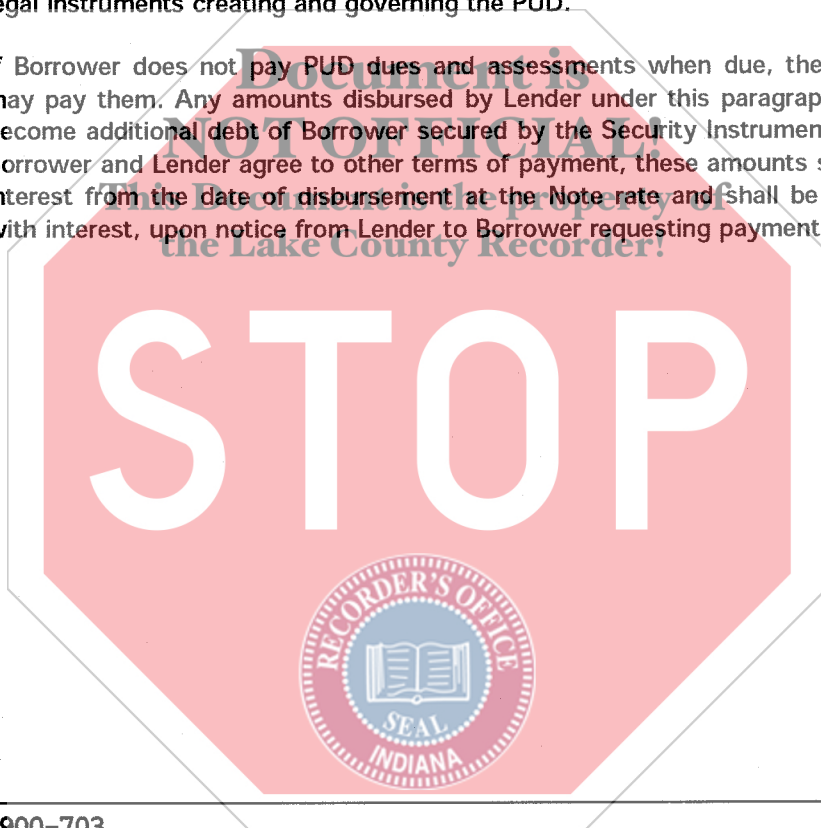 egal instruments creating and governing the PUD.
f Borrower does not pay PUD dues and assessments when due, the
nay pay them. Any amounts disbursed by Lender under this paragrap
ecome additional debt of Borrower secured by the Security Instrumen
orrower and Lender agree to other terms of payment, these amounts s
nterest from the date of disbursement at the Note rate and shall be
vith interest, upon notice from Lender to Borrower requesting payment
Document is
NOT OFFICIAL!
This Document is the property of
the Lake County Recorder!
STOP
RECORDER'S OFFICE
SEAL
INDIANA
900-703